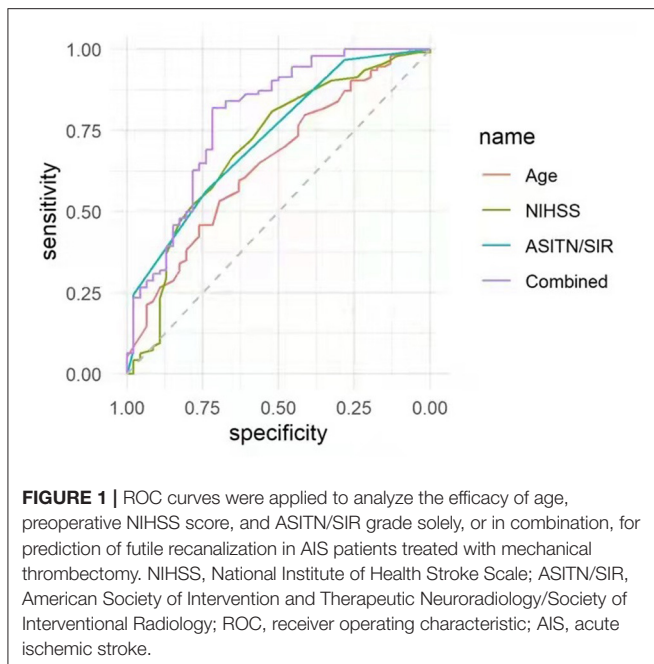 1.00
0.75
0.50
0.25
0.00
sensitivity
1.00 0.75 0.50 0.25 0.00
specificity
name
Age
NIHSS
ASITN/SIR
Combined
FIGURE 1 | ROC curves were applied to analyze the efficacy of age,
preoperative NIHSS score, and ASITN/SIR grade solely, or in combination, for
prediction of futile recanalization in AIS patients treated with mechanical
thrombectomy. NIHSS, National Institute of Health Stroke Scale; ASITN/SIR,
American Society of Intervention and Therapeutic Neuroradiology/Society of
Interventional Radiology; ROC, receiver operating characteristic; AIS, acute
ischemic stroke.